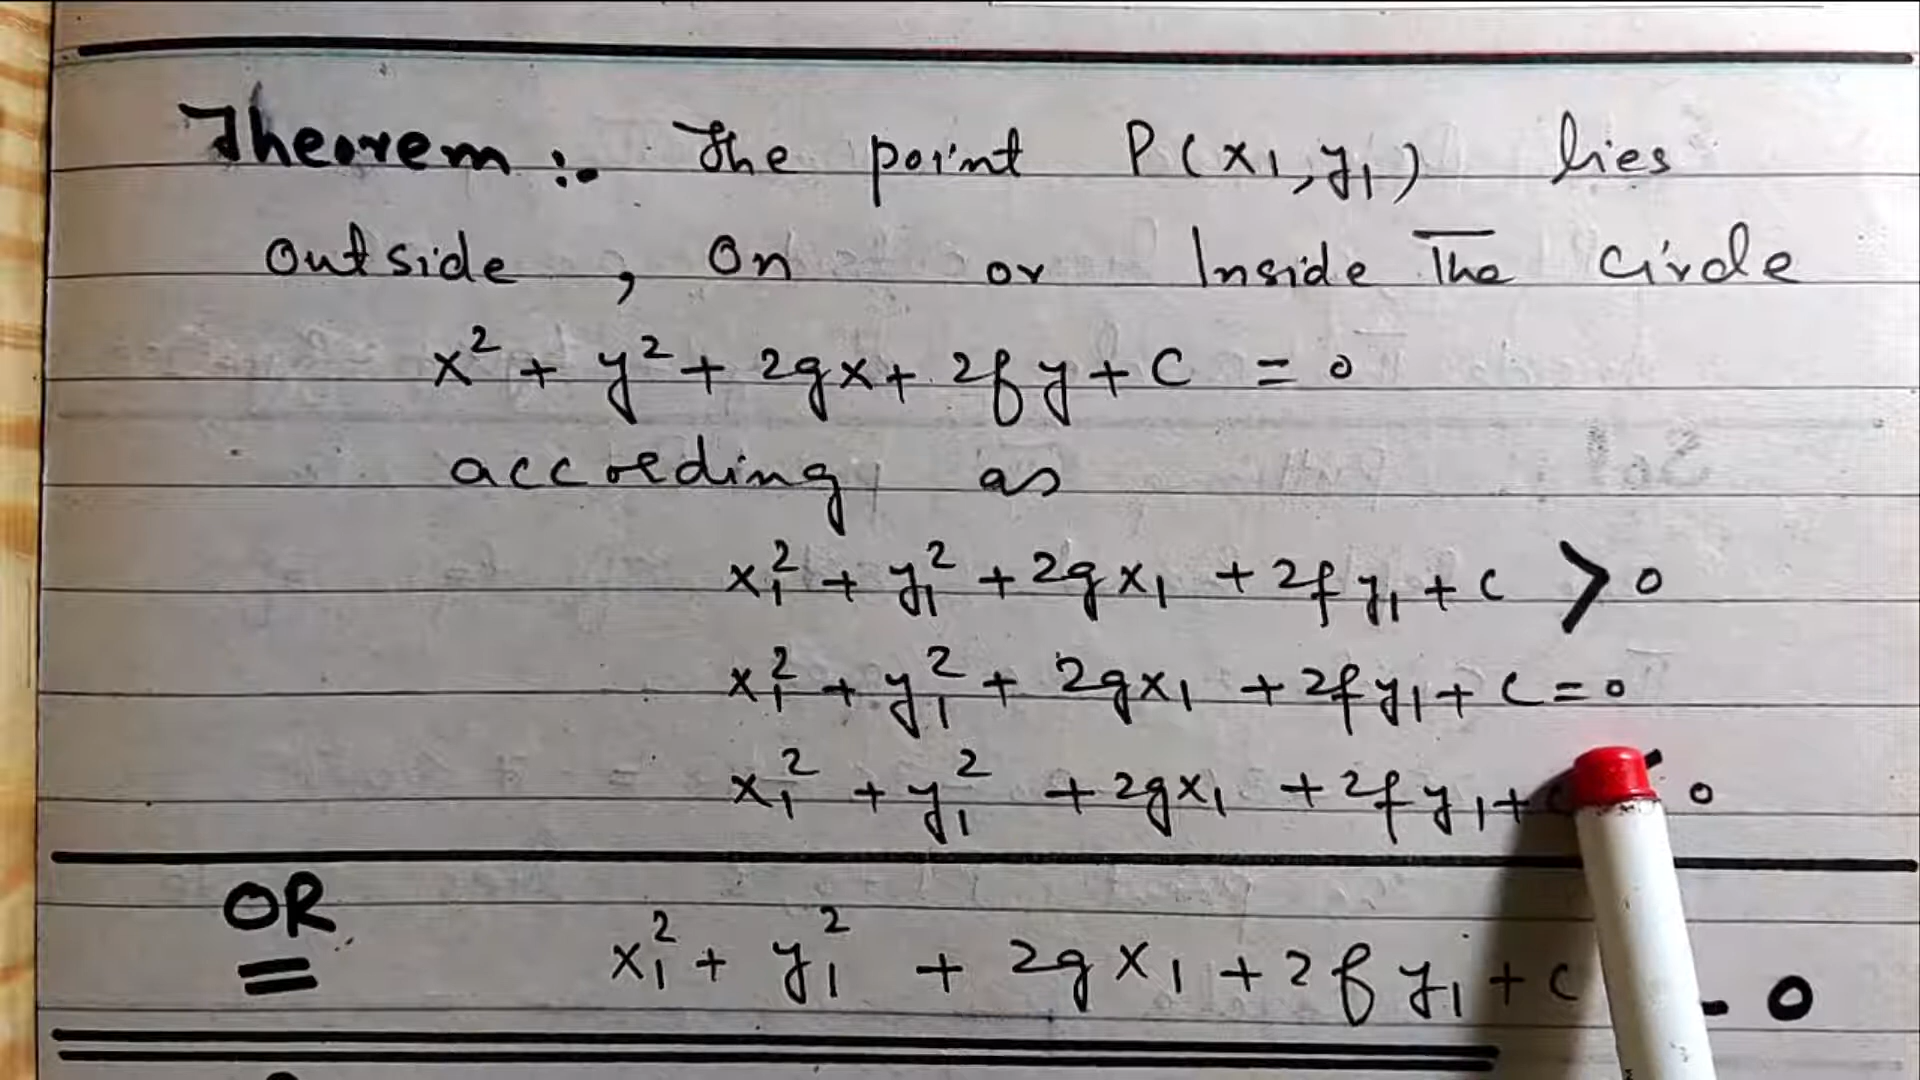 Theorem :- The point P(x₁,y₁) lies
outside , on or Inside The circle
x² + y² + 2gx + 2fy + c = 0
according as
x₁² + y₁² + 2gx₁ + 2fy₁ + c > 0
x₁² + y₁² + 2gx₁ + 2fy₁ + c = 0
x₁² + y₁² + 2gx₁ + 2fy₁ + c 0
OR
x₁² + y₁² + 2gx₁ + 2fy₁ + c 0